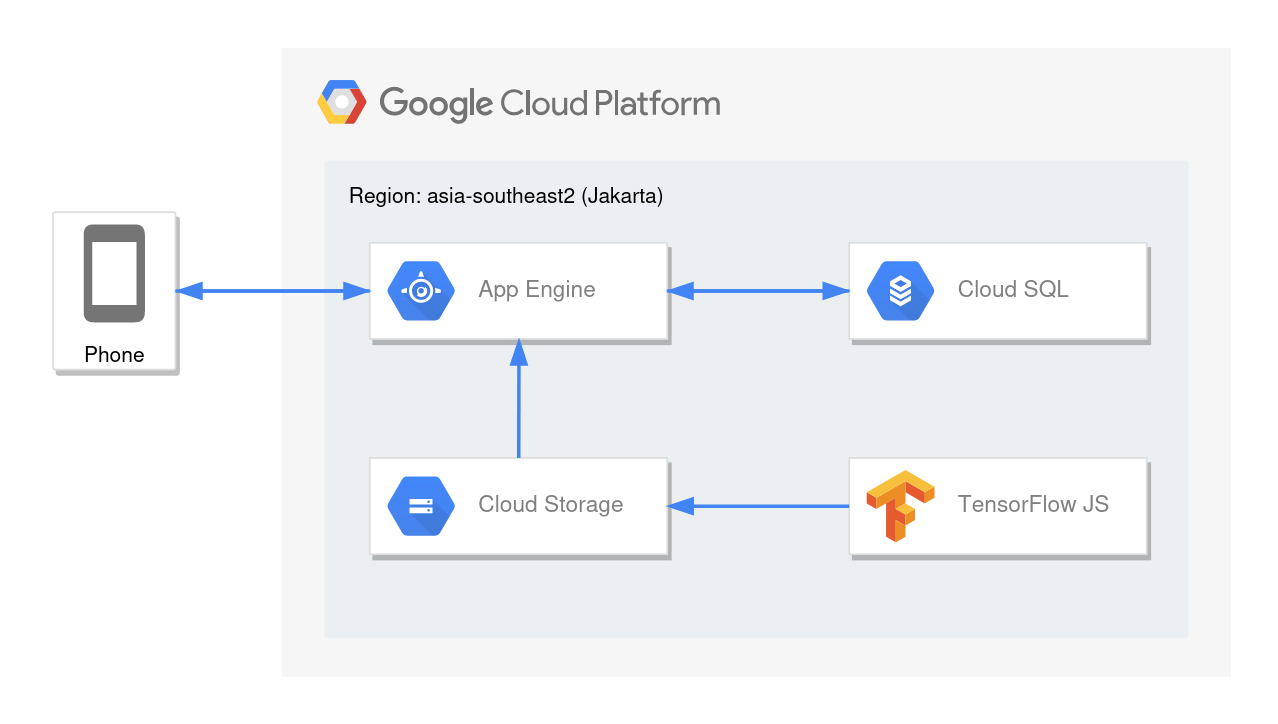 Google Cloud Platform
Region: asia-southeast2 (Jakarta)
Phone
App Engine
Cloud SQL
Cloud Storage
TensorFlow JS